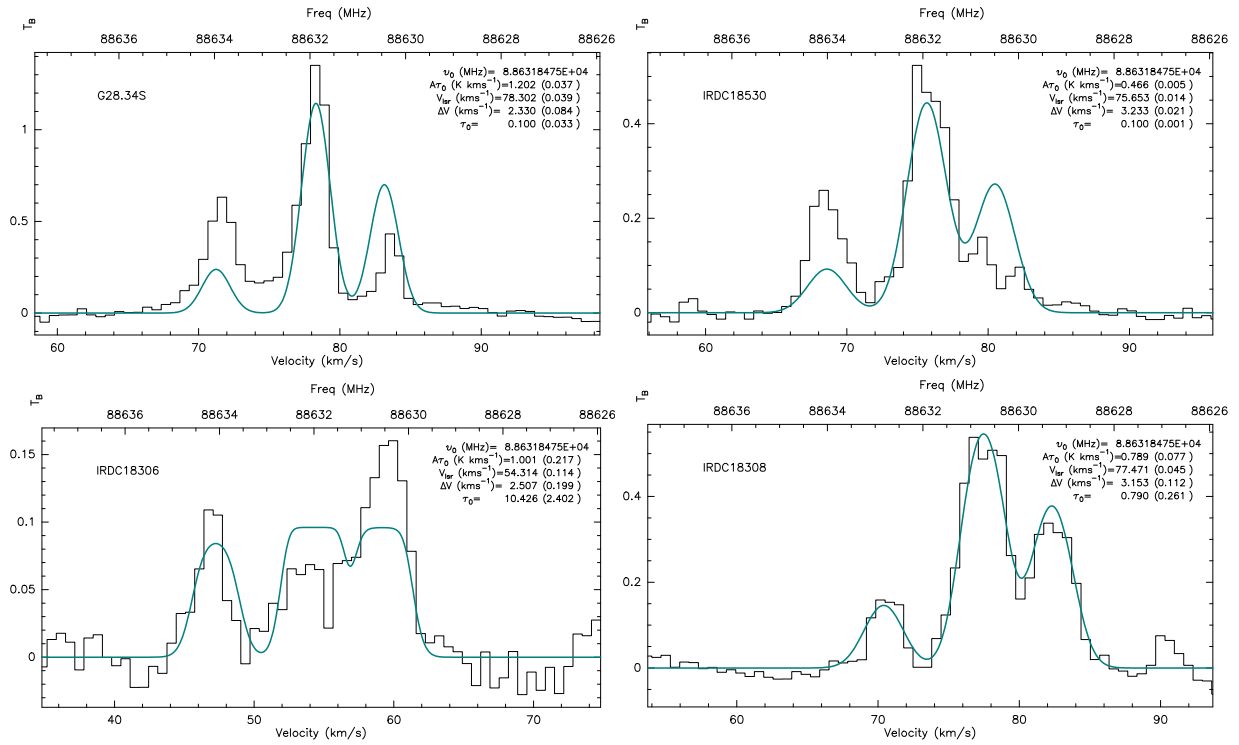 Freq (MHz)
T_B
88636 88634 88632 88630 88628 88626
G28.34S
υ₀ (MHz)= 8.86318475E+04
Aτ₀ (K kms⁻¹)=1.202 (0.037 )
V_lsr (kms⁻¹)=78.302 (0.039 )
ΔV (kms⁻¹)= 2.330 (0.084 )
τ₀= 0.100 (0.033 )
1
0.5
0
60 70 80 90
Velocity (km/s)
Freq (MHz)
T_B
88636 88634 88632 88630 88628 88626
IRDC18530
υ₀ (MHz)= 8.86318475E+04
Aτ₀ (K kms⁻¹)=0.466 (0.005 )
V_lsr (kms⁻¹)=75.653 (0.014 )
ΔV (kms⁻¹)= 3.233 (0.021 )
τ₀= 0.100 (0.001 )
0.4
0.2
0
60 70 80 90
Velocity (km/s)
Freq (MHz)
T_B
88636 88634 88632 88630 88628 88626
IRDC18306
υ₀ (MHz)= 8.86318475E+04
Aτ₀ (K kms⁻¹)=1.001 (0.217 )
V_lsr (kms⁻¹)=54.314 (0.114 )
ΔV (kms⁻¹)= 2.507 (0.199 )
τ₀= 10.426 (2.402 )
0.15
0.1
0.05
0
40 50 60 70
Velocity (km/s)
Freq (MHz)
T_B
88636 88634 88632 88630 88628 88626
IRDC18308
υ₀ (MHz)= 8.86318475E+04
Aτ₀ (K kms⁻¹)=0.789 (0.077 )
V_lsr (kms⁻¹)=77.471 (0.045 )
ΔV (kms⁻¹)= 3.153 (0.112 )
τ₀= 0.790 (0.261 )
0.4
0.2
0
60 70 80 90
Velocity (km/s)